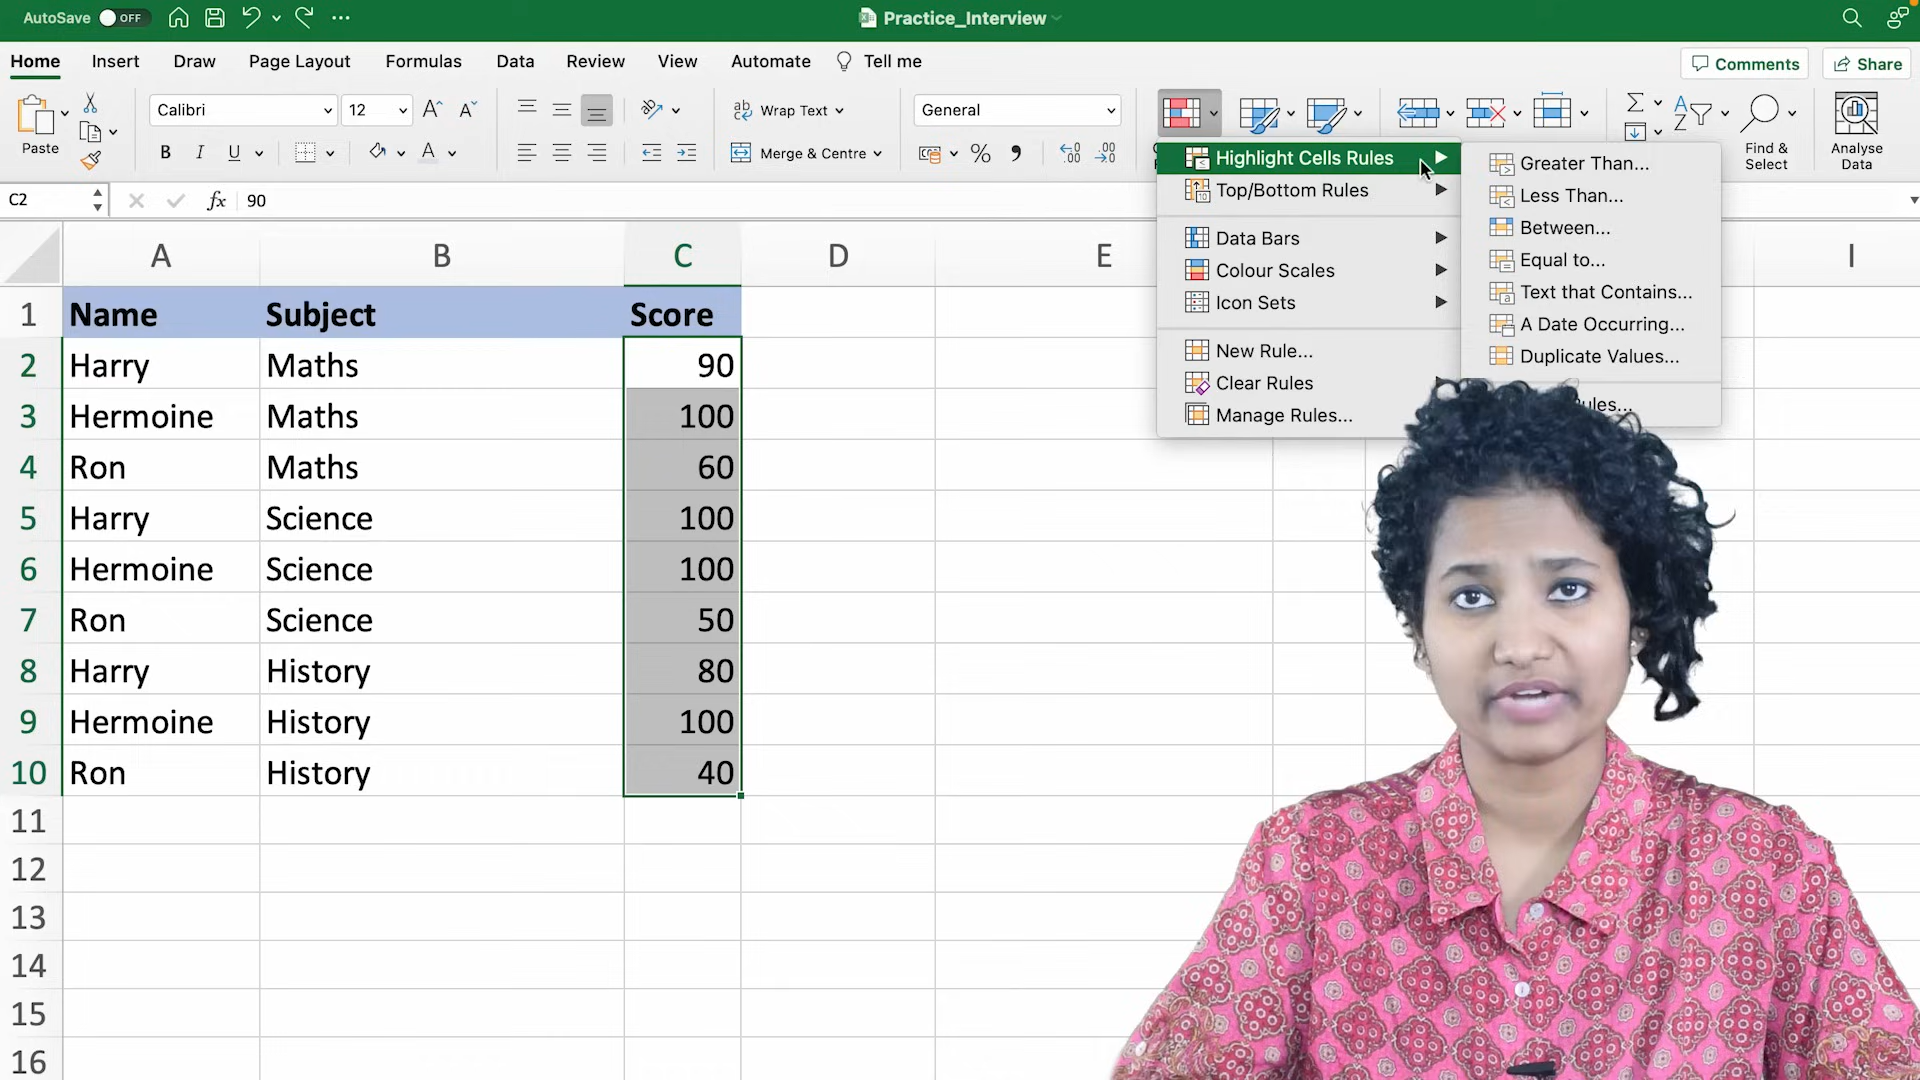 AutoSave OFF
Practice_Interview
Home Insert Draw Page Layout Formulas Data Review View Automate Tell me
Comments Share
Paste
Calibri 12
B I U
Wrap Text
Merge & Centre
General
Find &
Select
Analyse
Data
C2 fx 90
Highlight Cells Rules
Top/Bottom Rules
Data Bars
Colour Scales
Icon Sets
New Rule...
Clear Rules
Manage Rules...
Greater Than...
Less Than...
Between...
Equal to...
Text that Contains...
A Date Occurring...
Duplicate Values...
A B C D E I
1 Name Subject Score
2 Harry Maths 90
3 Hermoine Maths 100
4 Ron Maths 60
5 Harry Science 100
6 Hermoine Science 100
7 Ron Science 50
8 Harry History 80
9 Hermoine History 100
10 Ron History 40
11
12
13
14
15
16